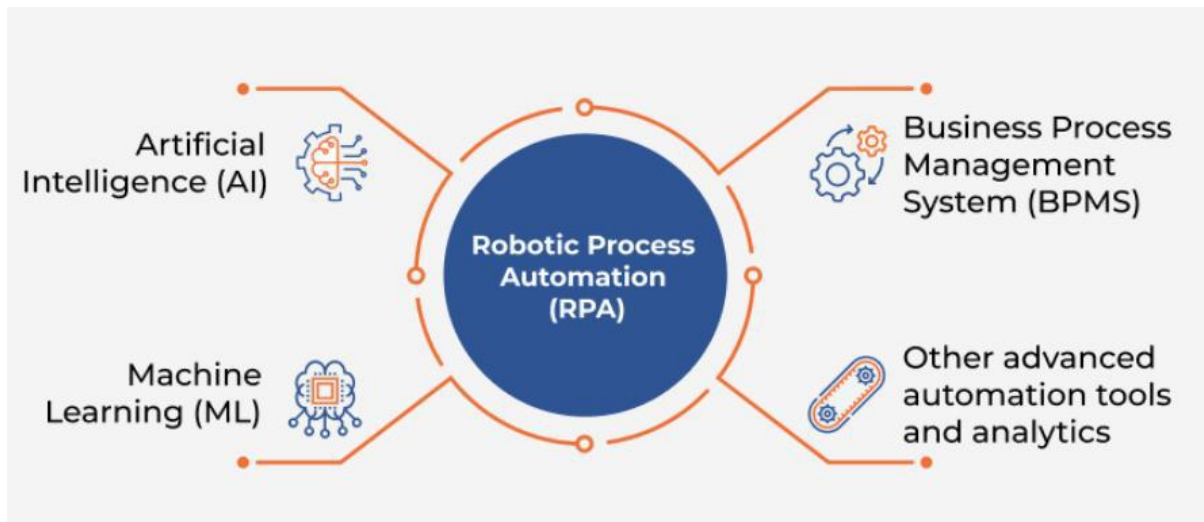 Artificial
Intelligence (AI)
Machine
Learning (ML)
Robotic Process
Automation
(RPA)
Business Process
Management
System (BPMS)
Other advanced
automation tools
and analytics